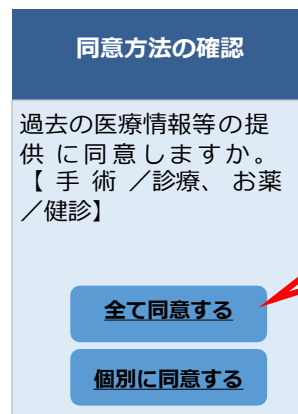 同意方法の確認
過去の医療情報等の提
供 に同意しますか。
【 手 術 ／診療、 お薬
／健診】
全て同意する
個別に同意する